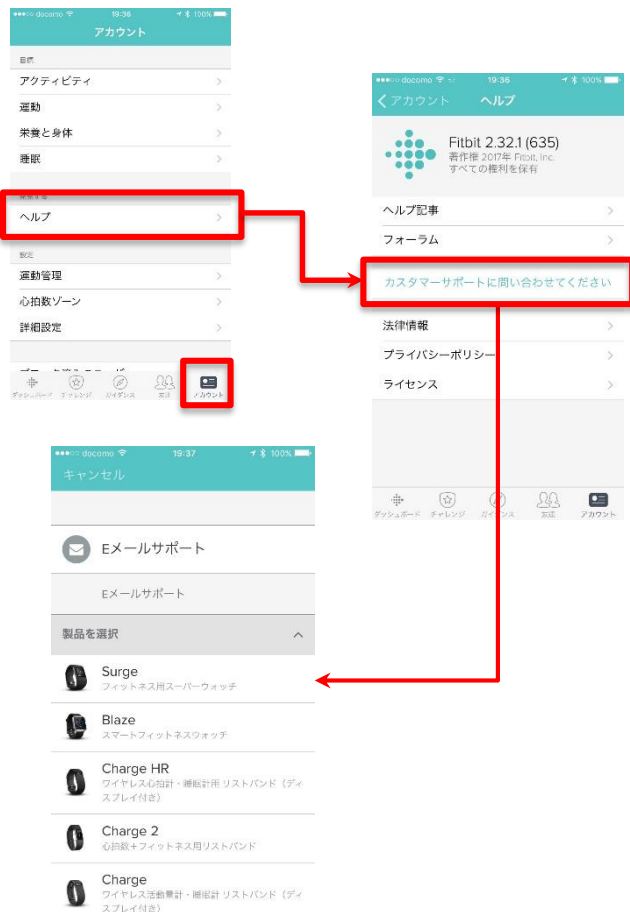 docomo 19:36 100%
アカウント
目標
アクティビティ
運動
栄養と身体
睡眠
ヘルプ
設定
運動管理
心拍数ゾーン
詳細設定
ダッシュボード チャレンジ ガイダンス 友達 アカウント
docomo 19:36 100%
アカウント ヘルプ
Fitbit 2.32.1 (635)
著作権 2017年 Fitbit, Inc.
すべての権利を保有
ヘルプ記事
フォーラム
カスタマーサポートに問い合わせてください
法律情報
プライバシーポリシー
ライセンス
ダッシュボード チャレンジ ガイダンス 友達 アカウント
docomo 19:37 100%
キャンセル
Eメールサポート
Eメールサポート
製品を選択
Surge
フィットネス用スーパーウォッチ
Blaze
スマートフィットネスウォッチ
Charge HR
ワイヤレス心拍計・睡眠計用 リストバンド（ディ
スプレイ付き）
Charge 2
心拍数+フィットネス用リストバンド
Charge
ワイヤレス活動量計・睡眠計 リストバンド（ディ
スプレイ付き）